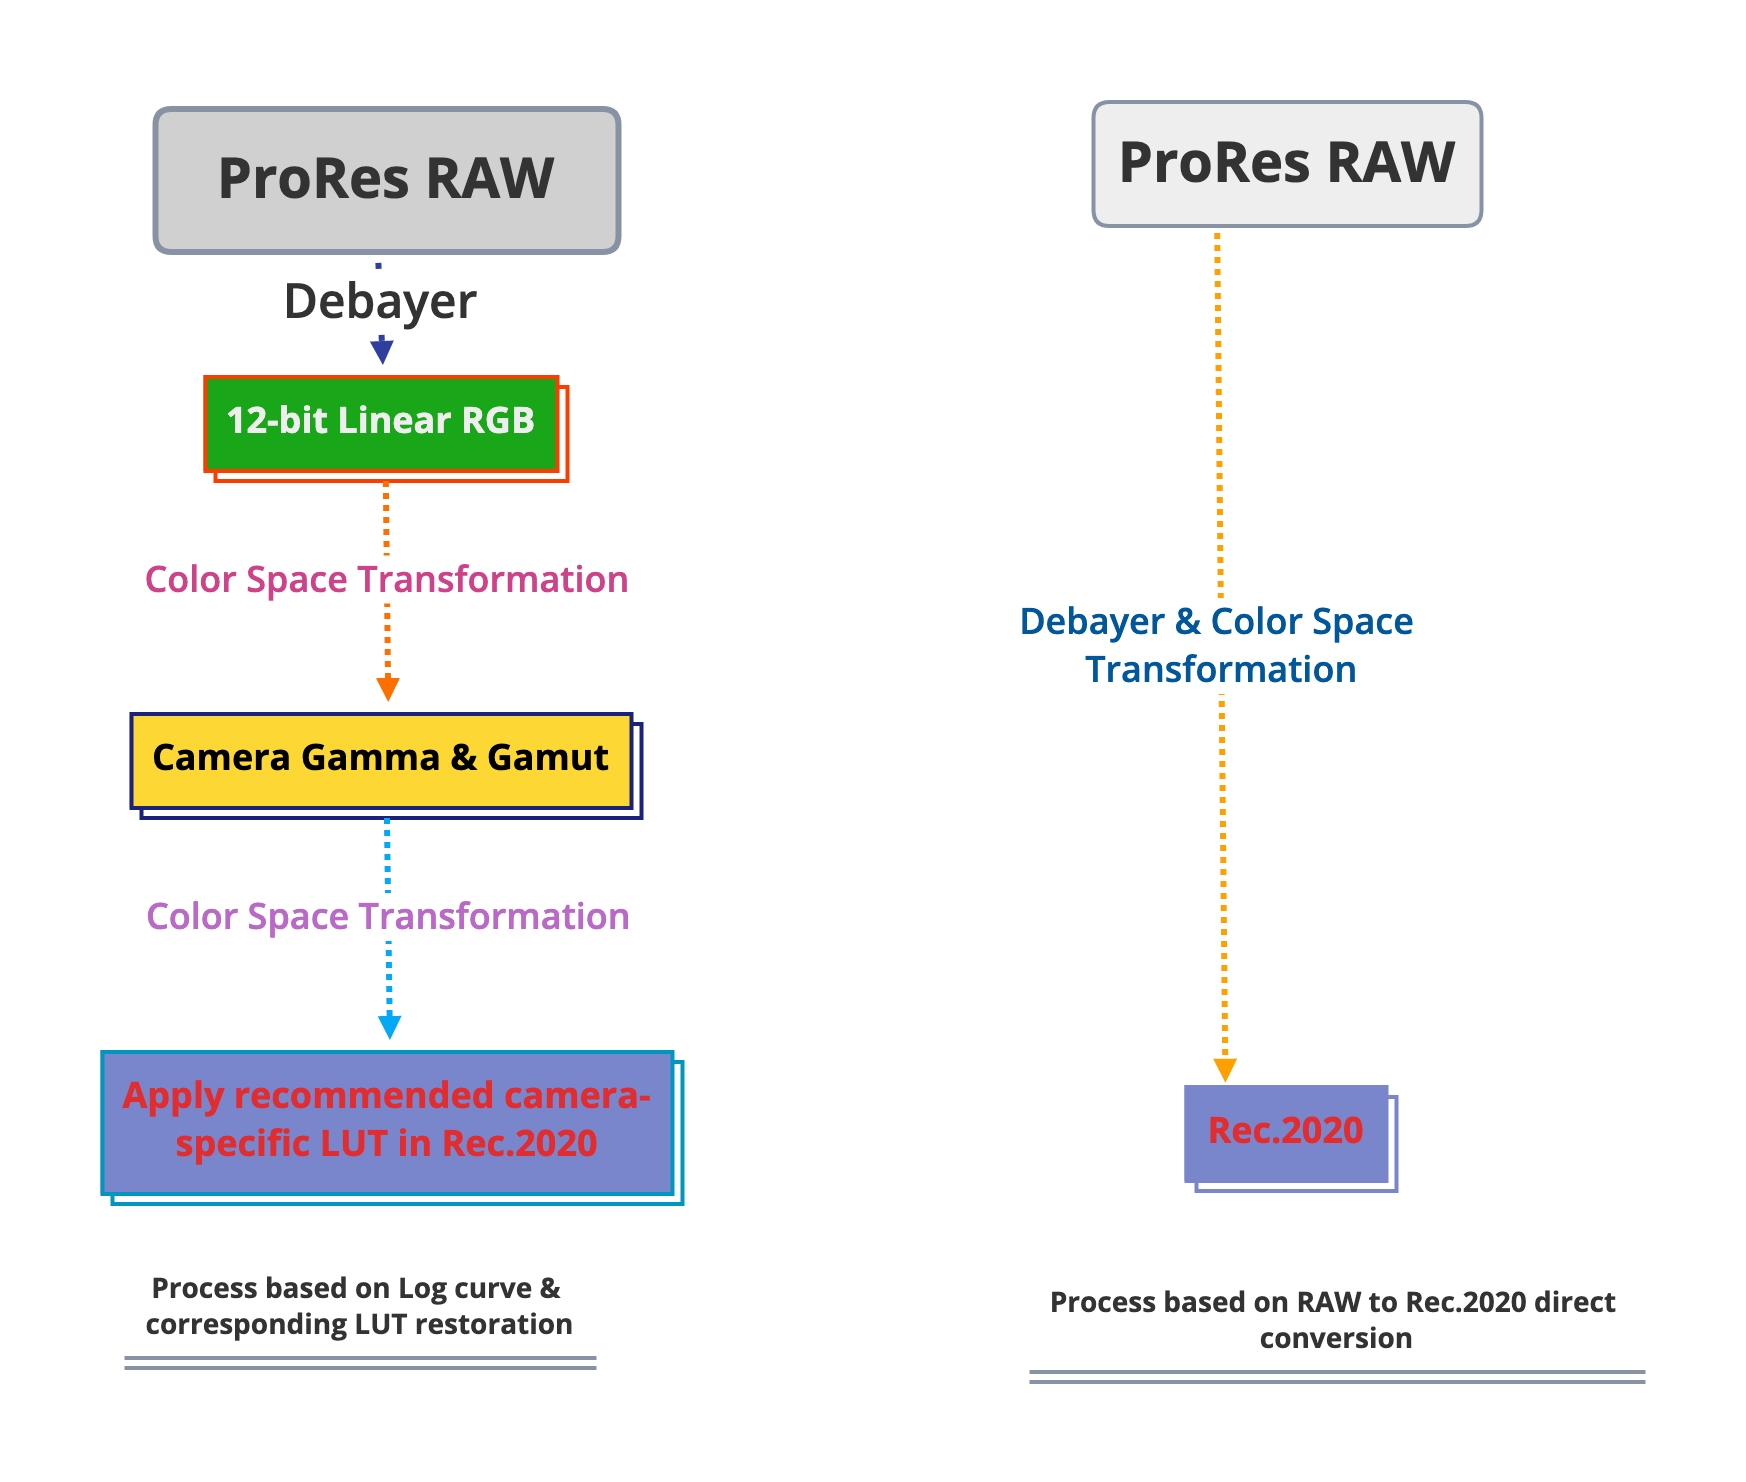 ProRes RAW
Debayer
12-bit Linear RGB
Color Space Transformation
Camera Gamma & Gamut
Color Space Transformation
Apply recommended camera-
specific LUT in Rec.2020
Process based on Log curve &
corresponding LUT restoration
ProRes RAW
Debayer & Color Space
Transformation
Rec.2020
Process based on RAW to Rec.2020 direct
conversion